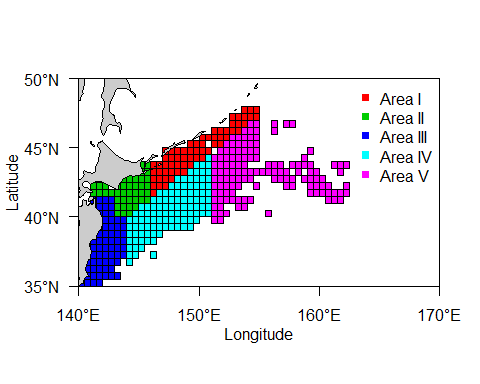 50°N
45°N
40°N
35°N
Latitude
140°E 150°E 160°E 170°E
Longitude
Area I
Area II
Area III
Area IV
Area V